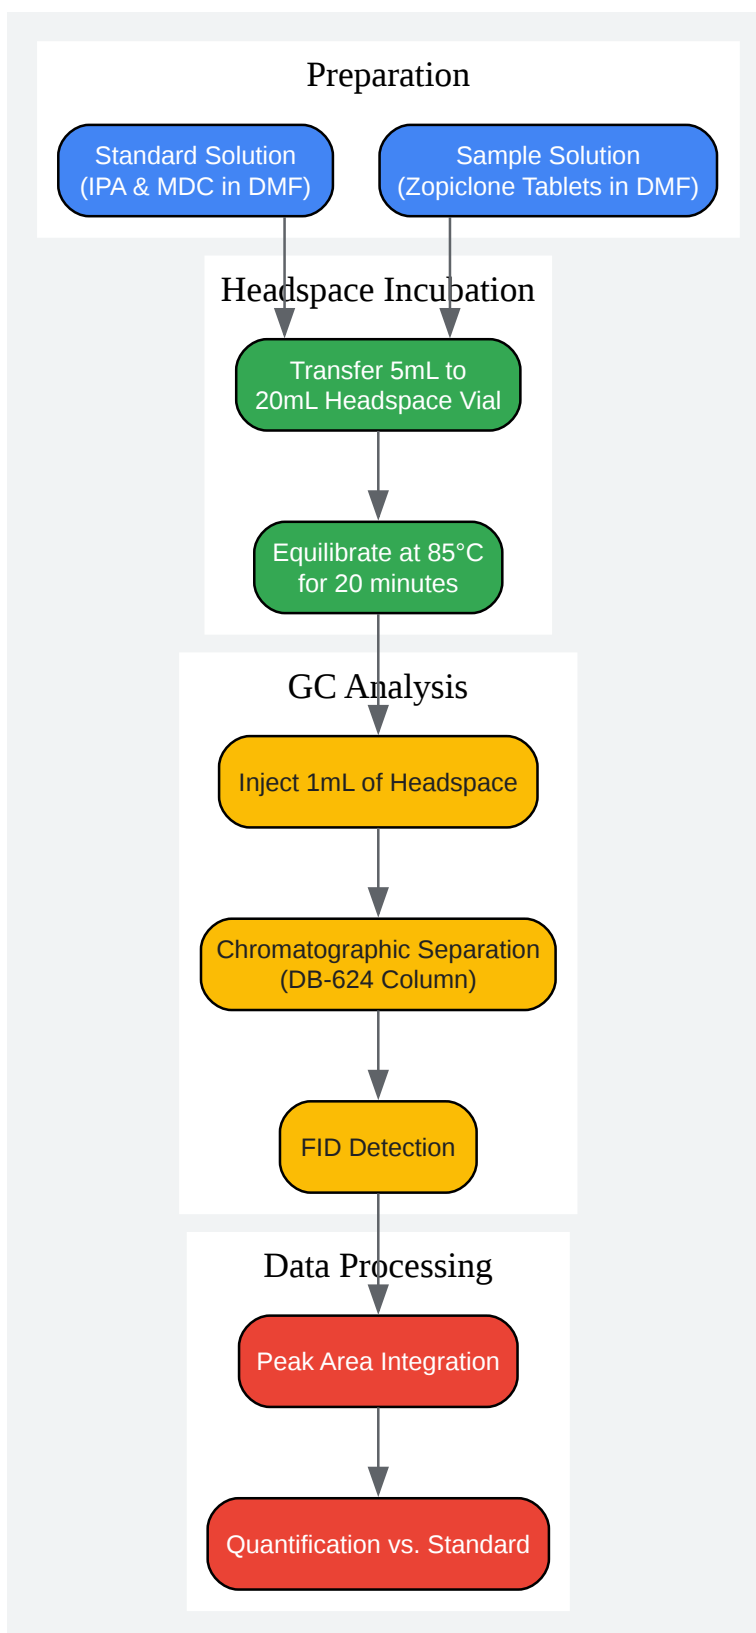 Preparation
Standard Solution
(IPA & MDC in DMF)
Sample Solution
(Zopiclone Tablets in DMF)
Headspace Incubation
Transfer 5mL to
20mL Headspace Vial
Equilibrate at 85°C
for 20 minutes
GC Analysis
Inject 1mL of Headspace
Chromatographic Separation
(DB-624 Column)
FID Detection
Data Processing
Peak Area Integration
Quantification vs. Standard